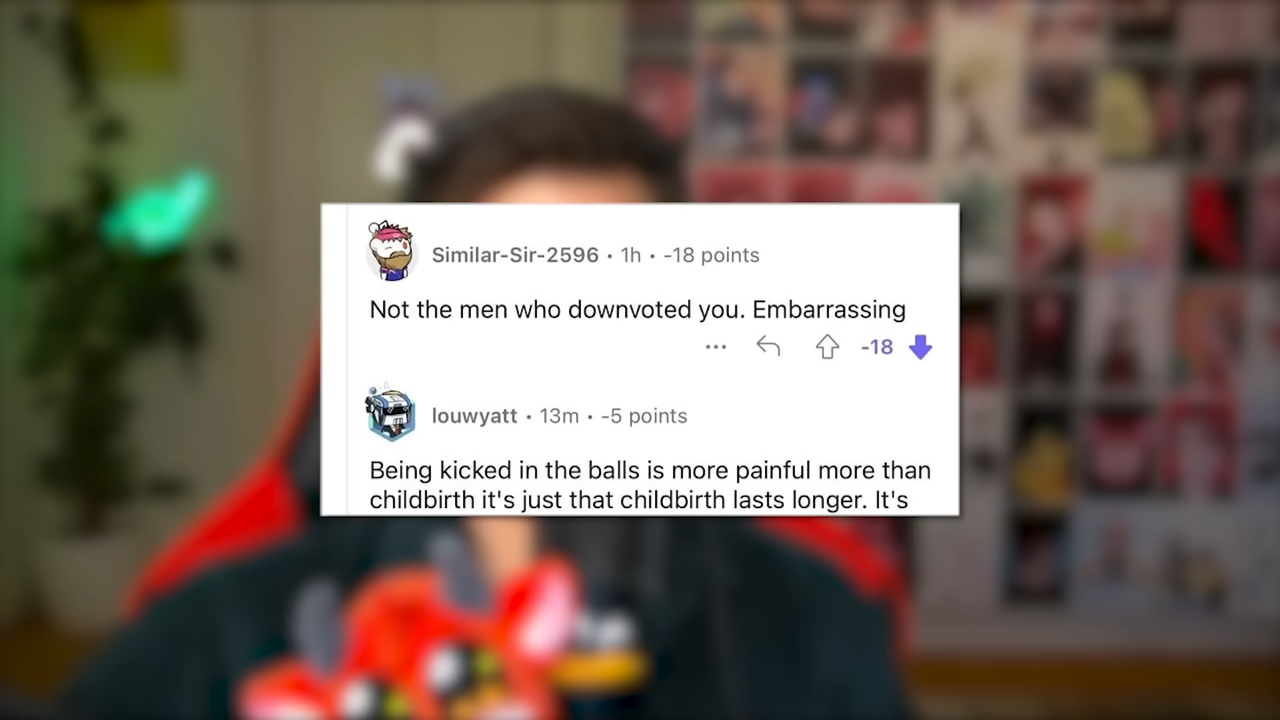 Similar-Sir-2596 • 1h • -18 points
Not the men who downvoted you. Embarrassing
-18
louwyatt • 13m • -5 points
Being kicked in the balls is more painful more than
childbirth it's just that childbirth lasts longer. It's